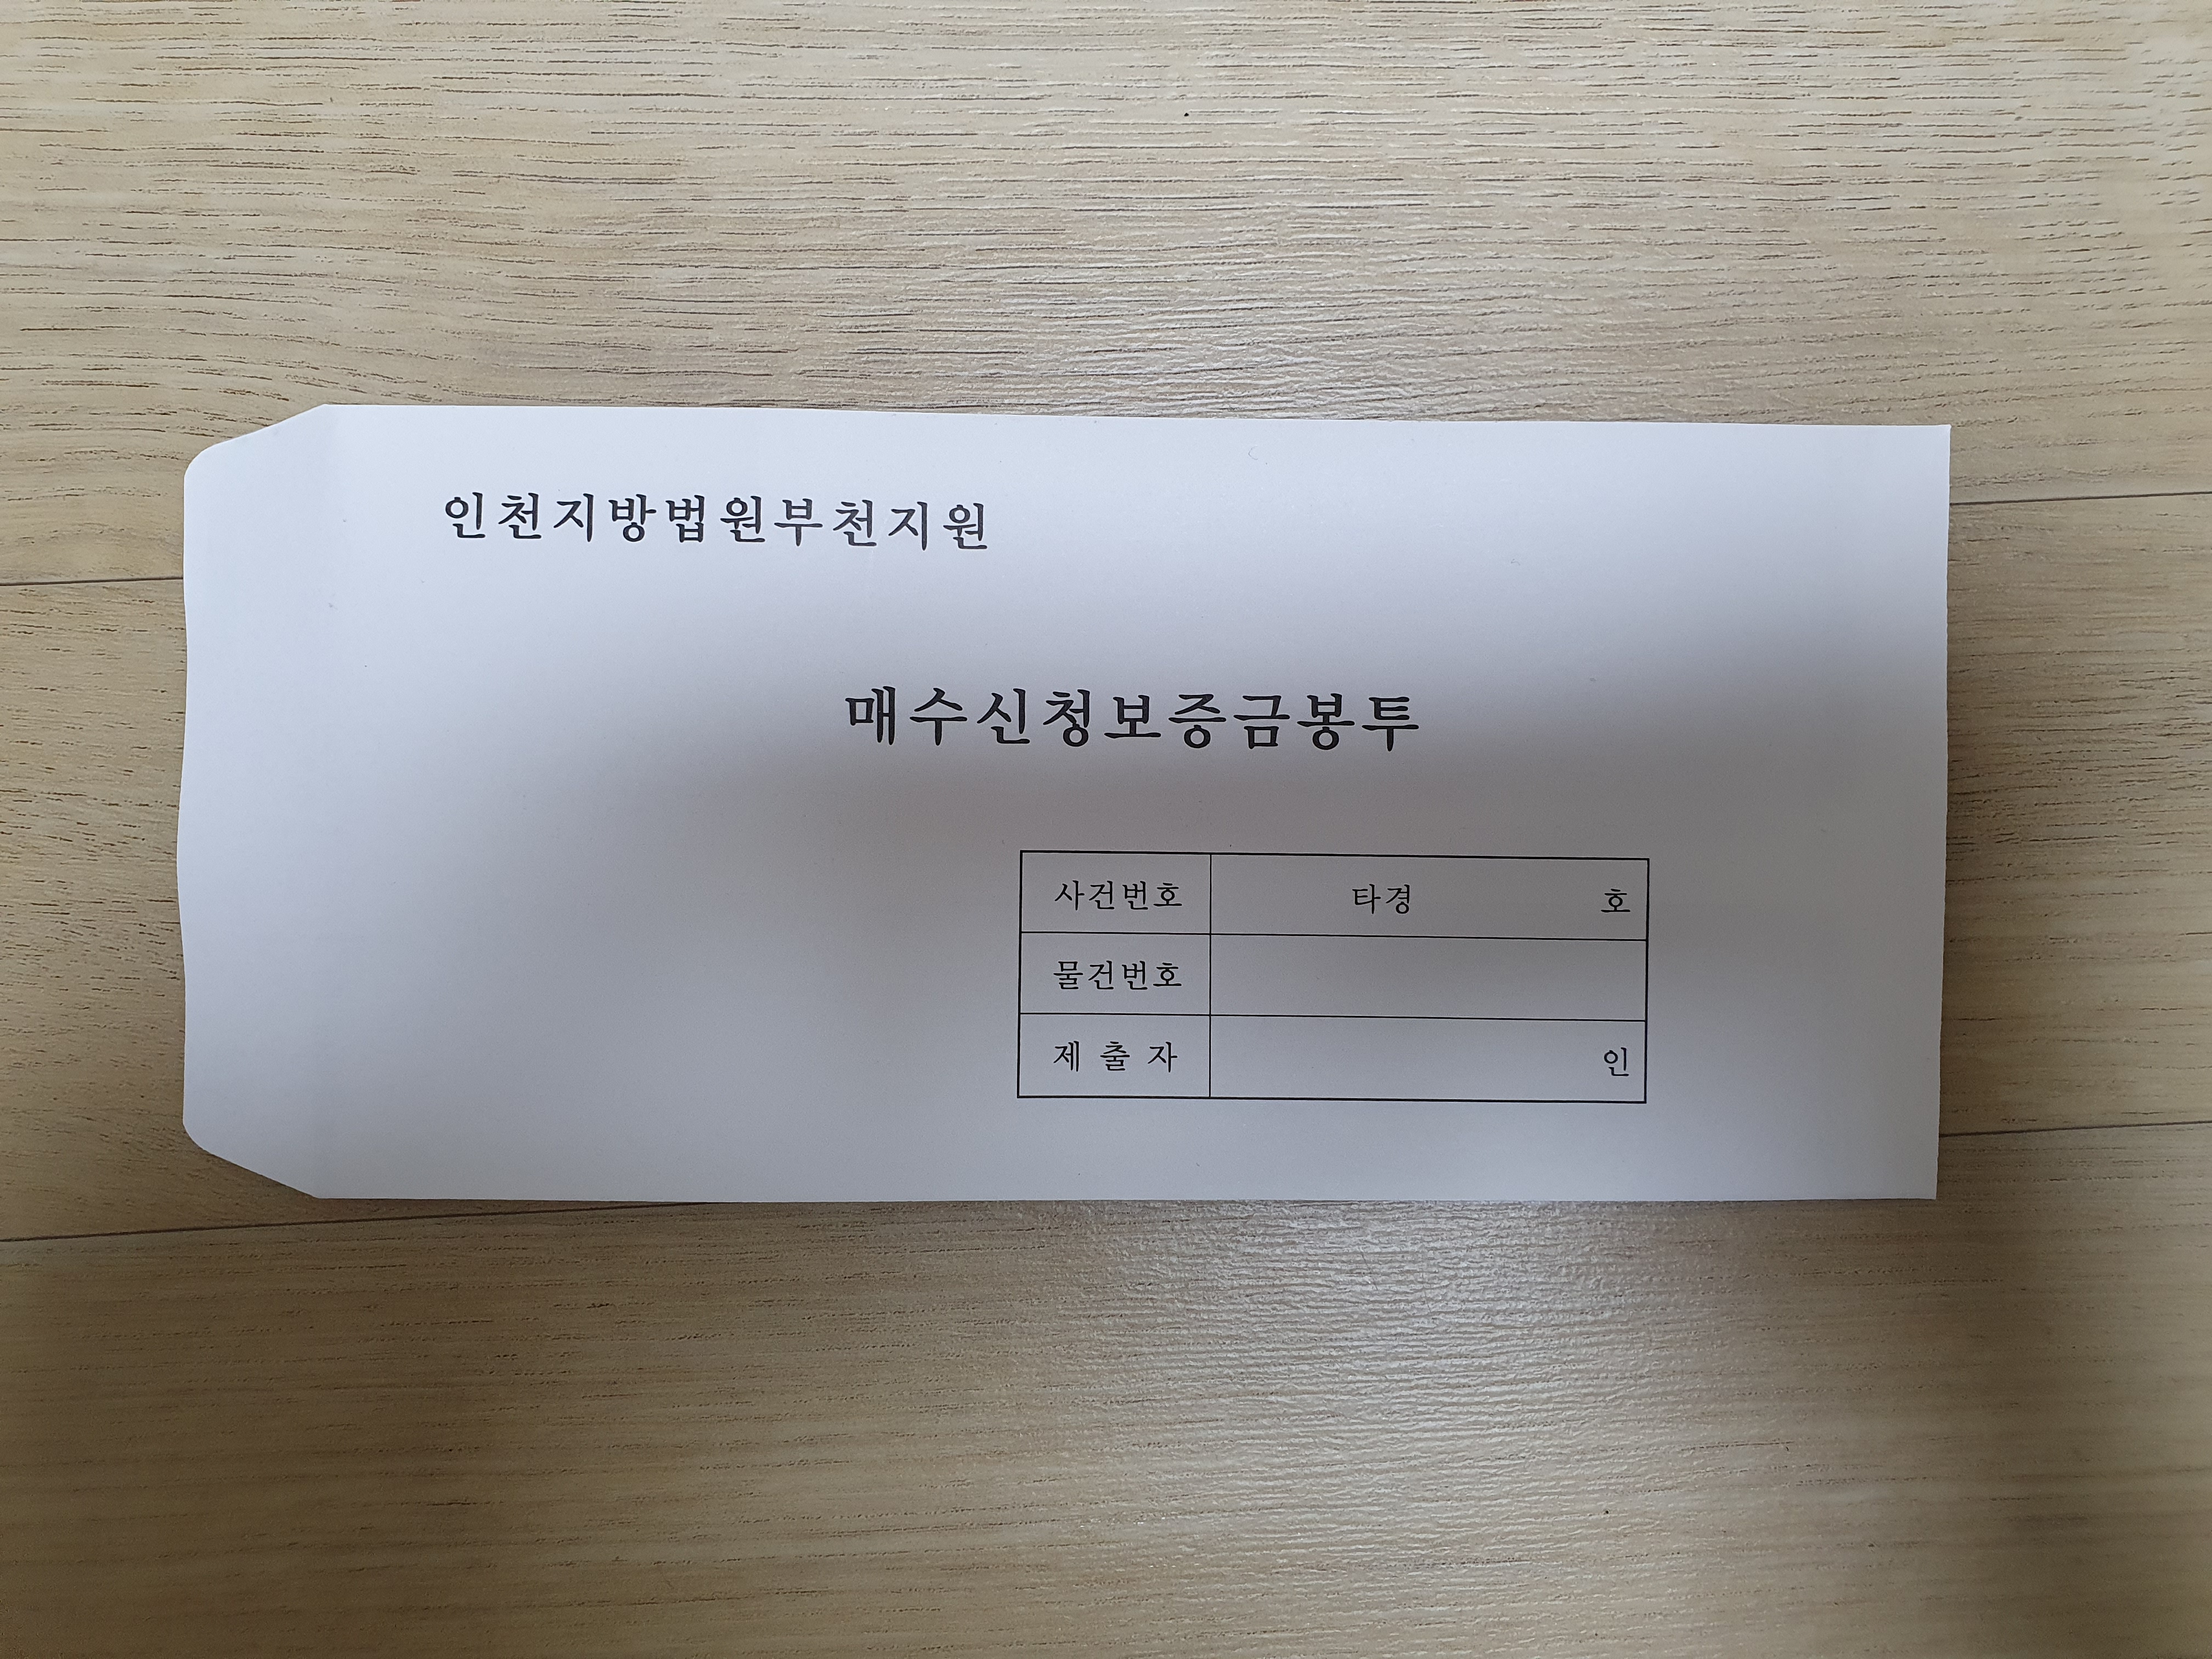 인천지방법원부천지원
매수신청보증금봉투
사건번호 타경 호
물건번호
제 출 자 인